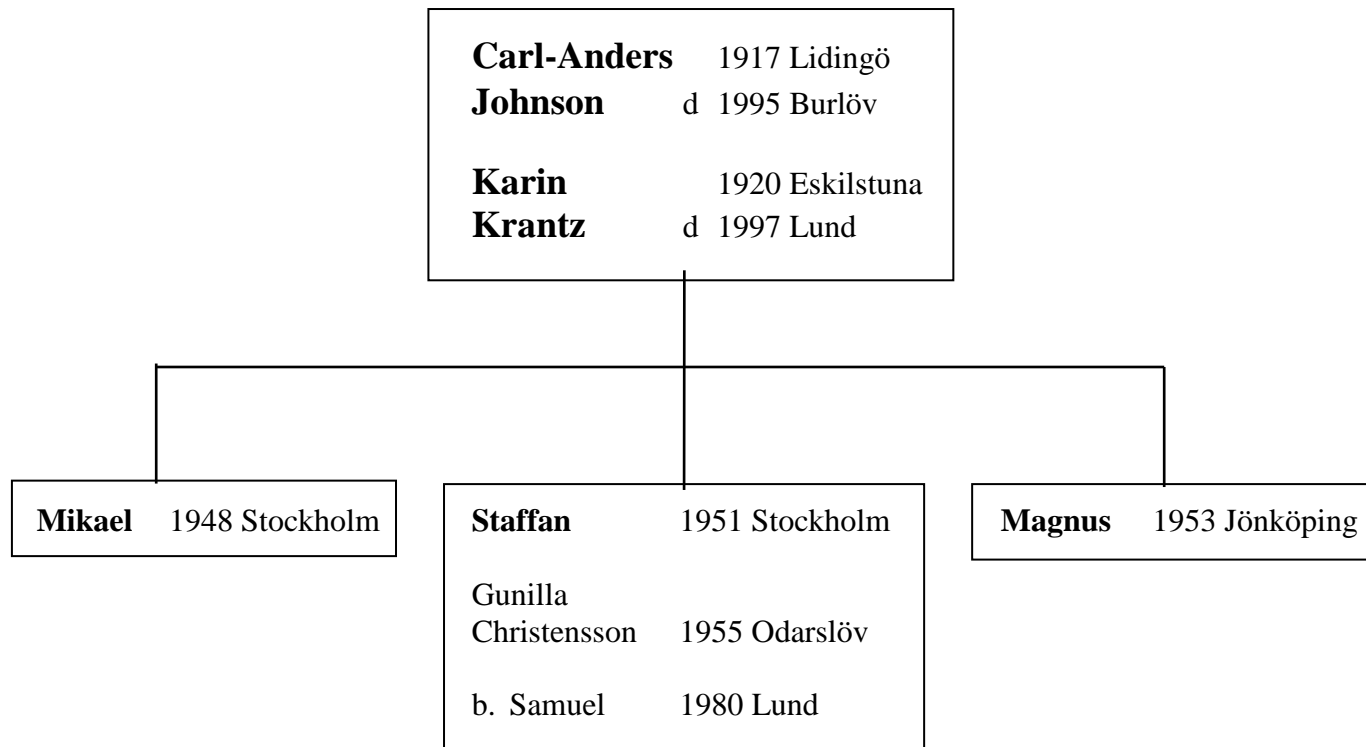 Carl-Anders 1917 Lidingö
Johnson d 1995 Burlöv
Karin 1920 Eskilstuna
Krantz d 1997 Lund
Mikael 1948 Stockholm
Staffan 1951 Stockholm
Gunilla
Christensson 1955 Odarslöv
b. Samuel 1980 Lund
Magnus 1953 Jönköping